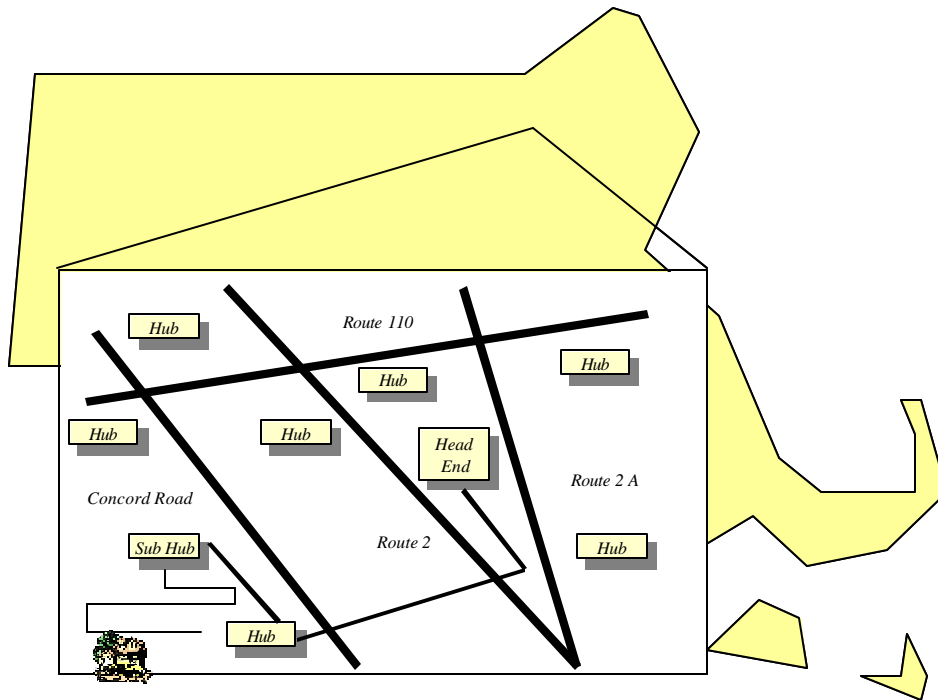 Route 110
Hub
Hub
Hub
Hub
Hub
Head
End
Route 2 A
Concord Road
Route 2
Sub Hub
Hub
Hub